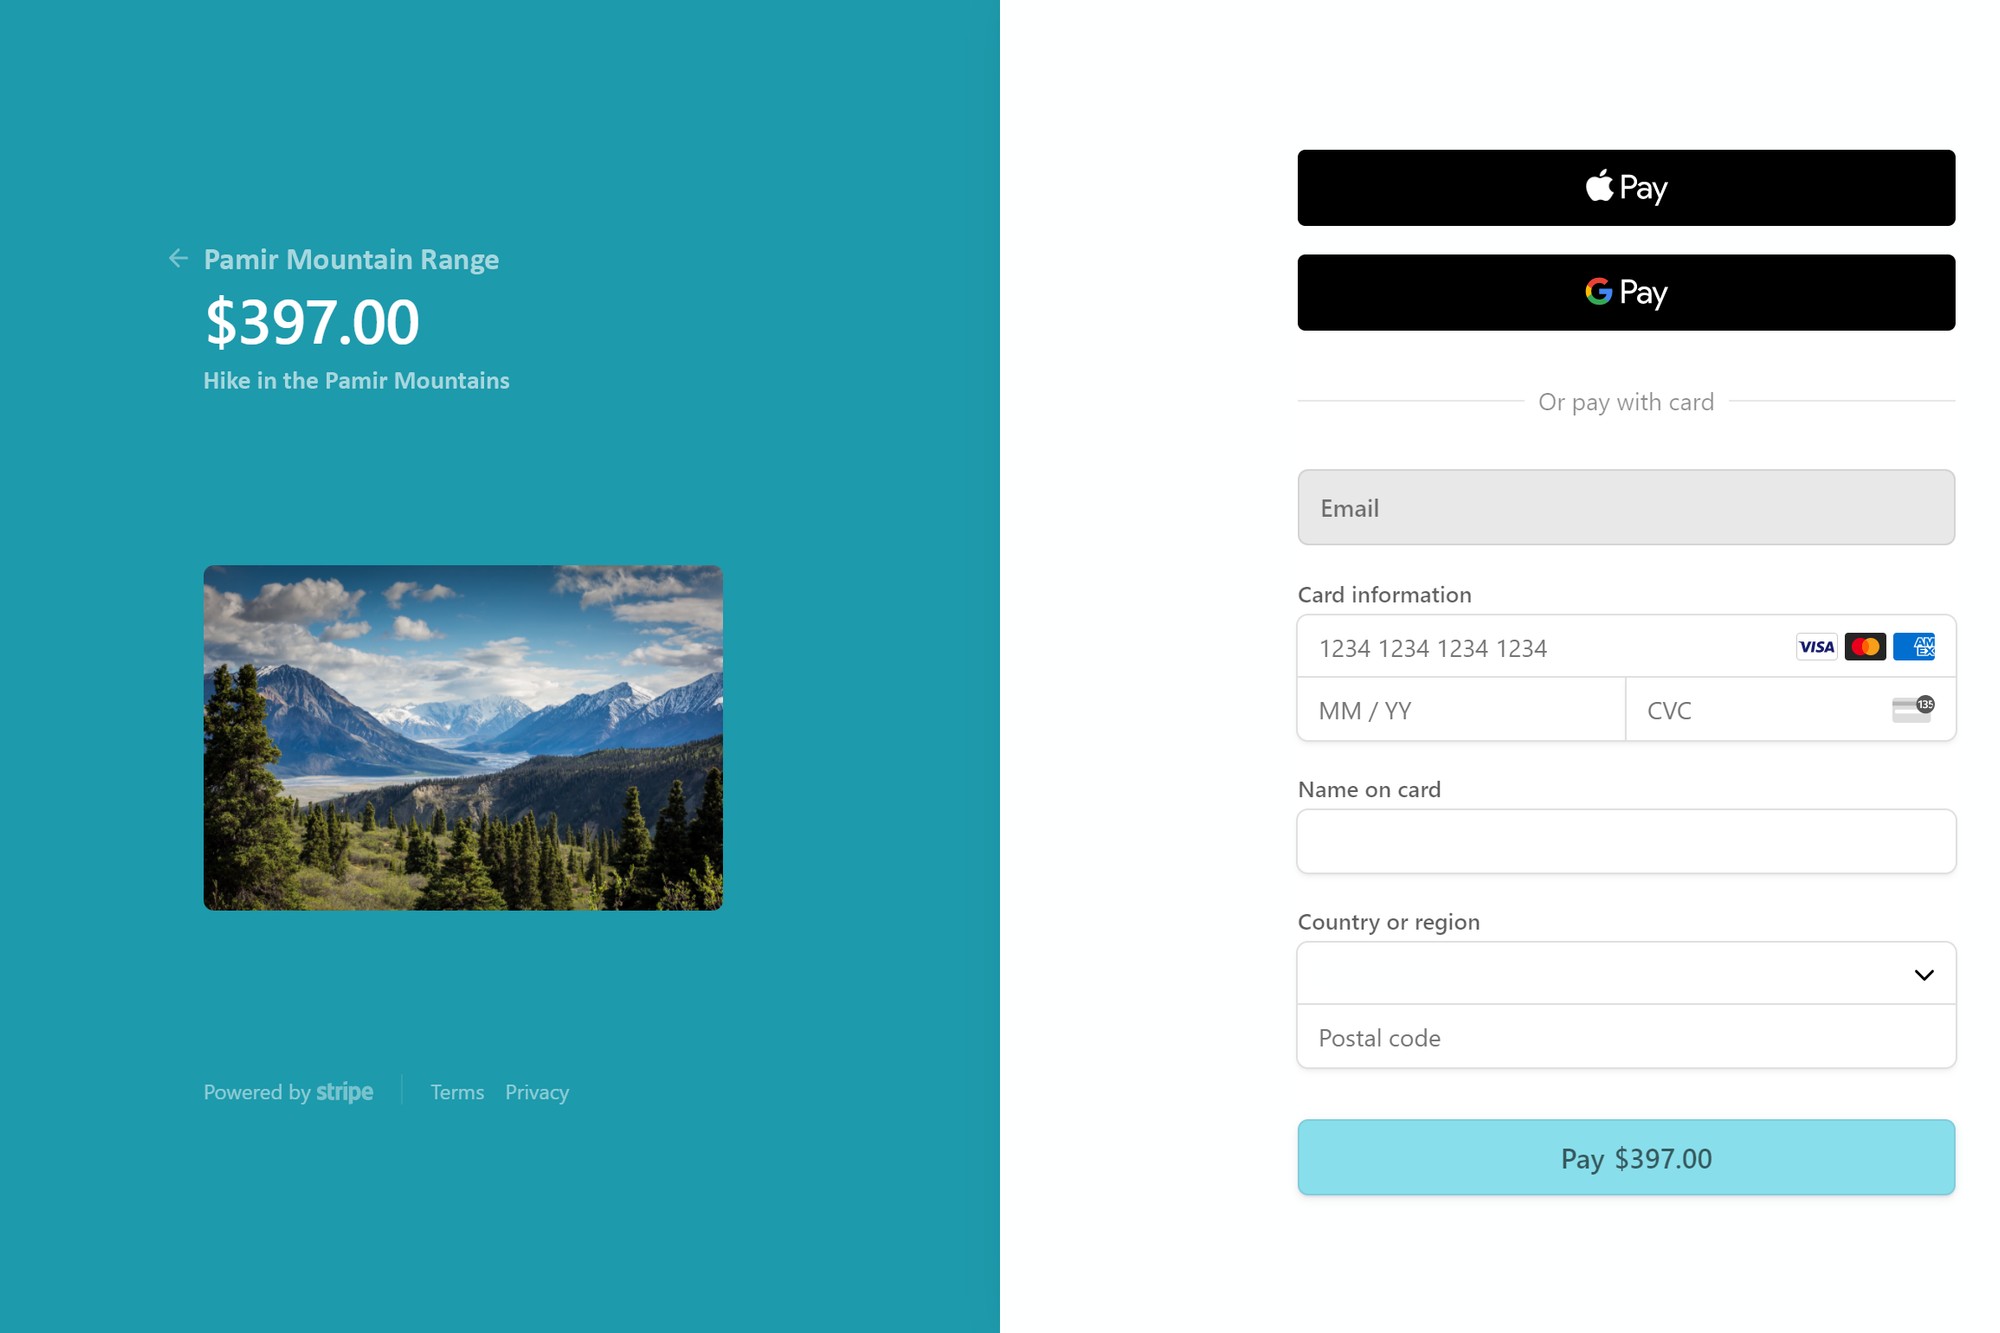 Pamir Mountain Range
$397.00
Hike in the Pamir Mountains
Powered by stripe
Terms
Privacy
Pay
G Pay
Or pay with card
Email
Card information
1234 1234 1234 1234
VISA
AMEX
MM / YY
CVC
135
Name on card
Country or region
Postal code
Pay $397.00